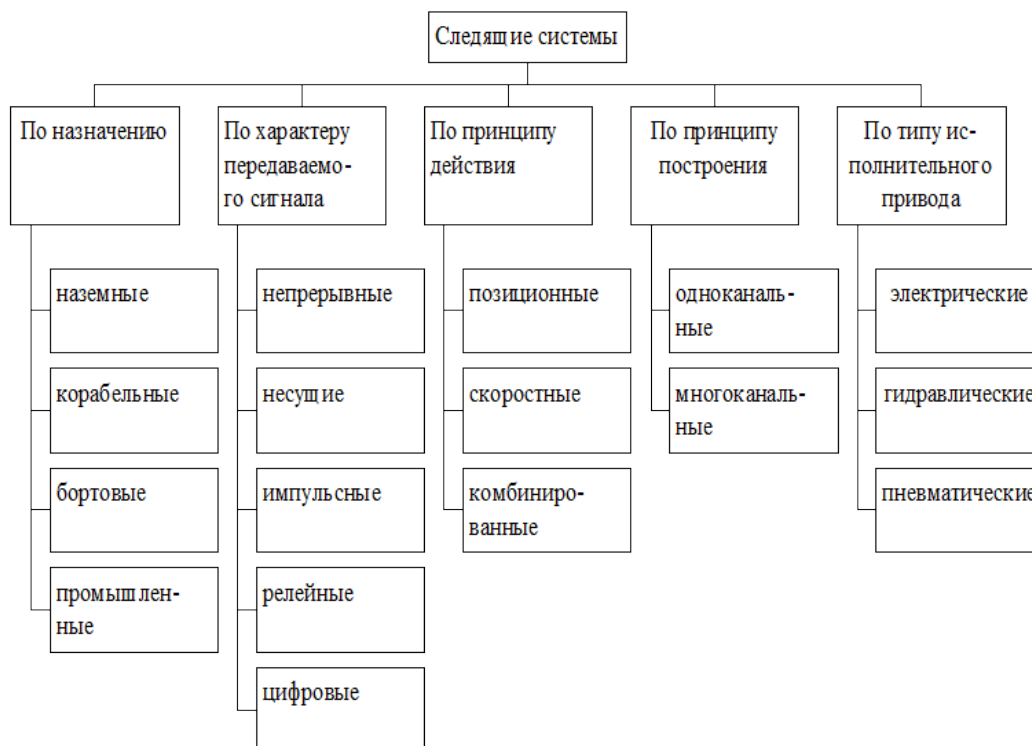 Следящие системы
По назначению
По характеру
передаваемо-
го сигнала
По принципу
действия
По принципу
построения
По типу ис-
полнительного
привода
наземные
корабельные
бортовые
промышлен-
ные
непрерывные
несущие
импульсные
релейные
цифровые
позиционные
скоростные
комбиниро-
ванные
одноканаль-
ные
многоканаль-
ные
электрические
гидравлические
пневматические